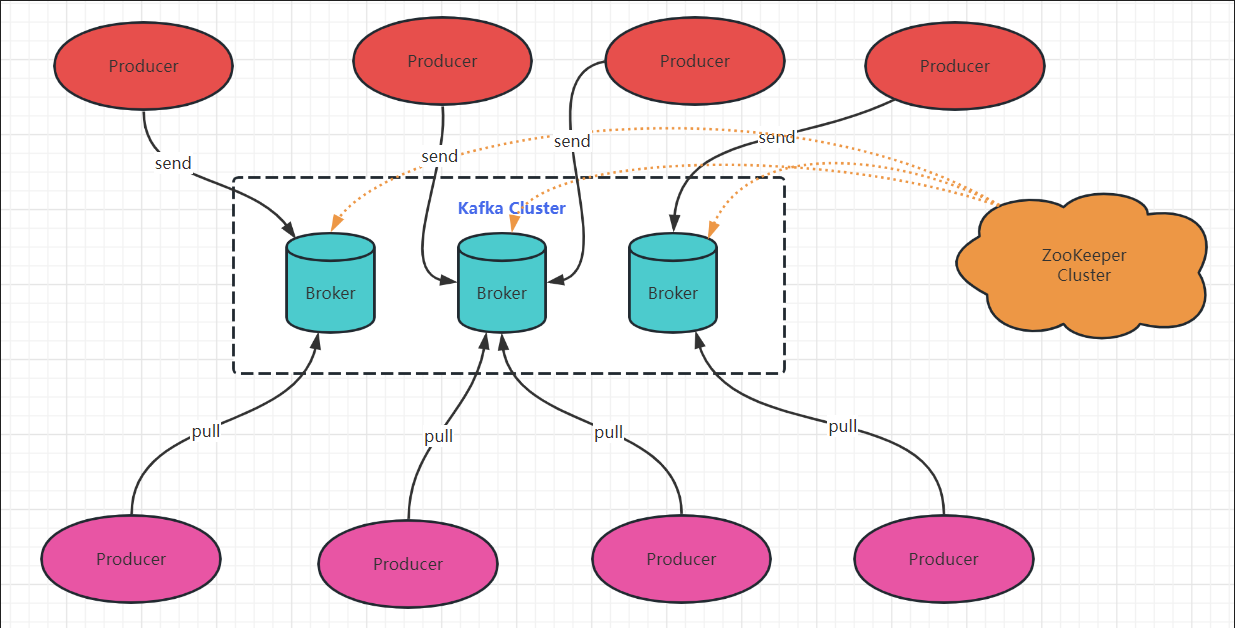 Producer
Producer
Producer
Producer
send
send
send
send
Kafka Cluster
Broker
Broker
Broker
ZooKeeper
Cluster
pull
pull
pull
pull
Producer
Producer
Producer
Producer